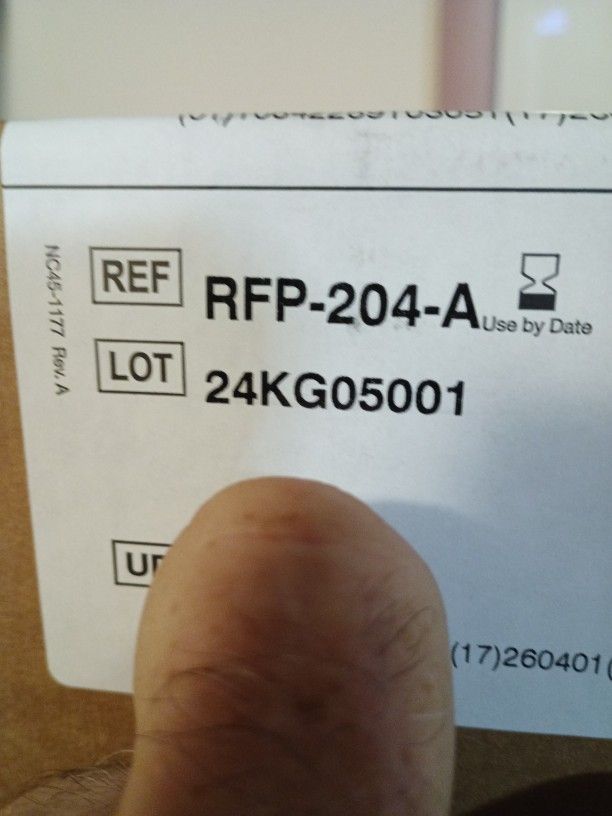 NC45-1177 Rev. A
REF RFP-204-A Use by Date
LOT 24KG05001
(17)260401(